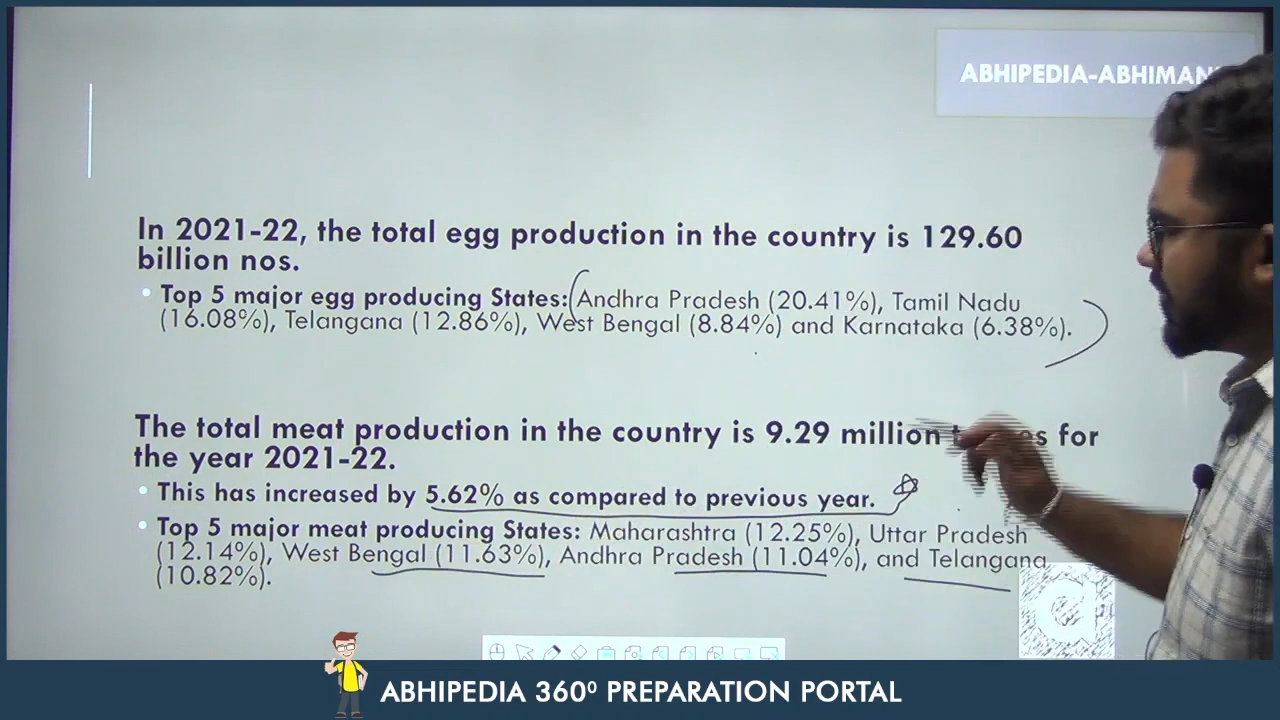 ABHIPEDIA-ABHIMAN
In 2021-22, the total egg production in the country is 129.60
billion nos.
• Top 5 major egg producing States: Andhra Pradesh (20.41%), Tamil Nadu
(16.08%), Telangana (12.86%), West Bengal (8.84%) and Karnataka (6.38%).
The total meat production in the country is 9.29 million for
the year 2021-22.
• This has increased by 5.62% as compared to previous year.
• Top 5 major meat producing States: Maharashtra (12.25%), Uttar Pradesh
(12.14%), West Bengal (11.63%), Andhra Pradesh (11.04%), and Telangana
(10.82%).
ABHIPEDIA 360⁰ PREPARATION PORTAL